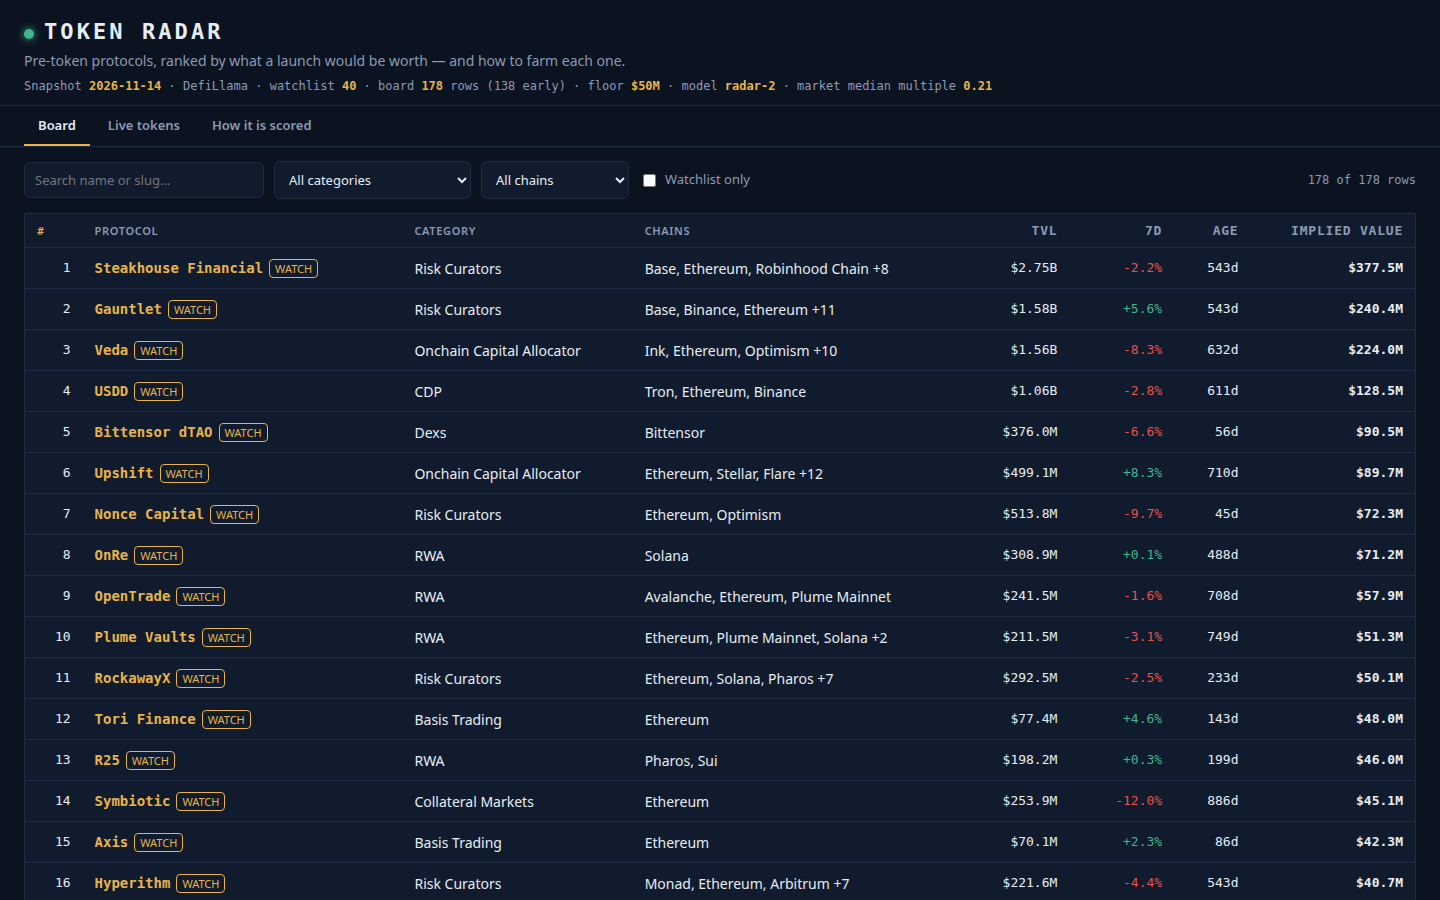 TOKEN RADAR
Pre-token protocols, ranked by what a launch would be worth — and how to farm each one.
Snapshot 2026-11-14 · DefiLlama · watchlist 40 · board 178 rows (138 early) · floor $50M · model radar-2 · market median multiple 0.21
Board Live tokens How it is scored
Search name or slug... All categories All chains Watchlist only 178 of 178 rows
# PROTOCOL CATEGORY CHAINS TVL 7D AGE IMPLIED VALUE
1 Steakhouse Financial WATCH Risk Curators Base, Ethereum, Robinhood Chain +8 $2.75B -2.2% 543d $377.5M
2 Gauntlet WATCH Risk Curators Base, Binance, Ethereum +11 $1.58B +5.6% 543d $240.4M
3 Veda WATCH Onchain Capital Allocator Ink, Ethereum, Optimism +10 $1.56B -8.3% 632d $224.0M
4 USDD WATCH CDP Tron, Ethereum, Binance $1.06B -2.8% 611d $128.5M
5 Bittensor dTAO WATCH Dexs Bittensor $376.0M -6.6% 56d $90.5M
6 Upshift WATCH Onchain Capital Allocator Ethereum, Stellar, Flare +12 $499.1M +8.3% 710d $89.7M
7 Nonce Capital WATCH Risk Curators Ethereum, Optimism $513.8M -9.7% 45d $72.3M
8 OnRe WATCH RWA Solana $308.9M +0.1% 488d $71.2M
9 OpenTrade WATCH RWA Avalanche, Ethereum, Plume Mainnet $241.5M -1.6% 708d $57.9M
10 Plume Vaults WATCH RWA Ethereum, Plume Mainnet, Solana +2 $211.5M -3.1% 749d $51.3M
11 RockawayX WATCH Risk Curators Ethereum, Solana, Pharos +7 $292.5M -2.5% 233d $50.1M
12 Tori Finance WATCH Basis Trading Ethereum $77.4M +4.6% 143d $48.0M
13 R25 WATCH RWA Pharos, Sui $198.2M +0.3% 199d $46.0M
14 Symbiotic WATCH Collateral Markets Ethereum $253.9M -12.0% 886d $45.1M
15 Axis WATCH Basis Trading Ethereum $70.1M +2.3% 86d $42.3M
16 Hyperithm WATCH Risk Curators Monad, Ethereum, Arbitrum +7 $221.6M -4.4% 543d $40.7M